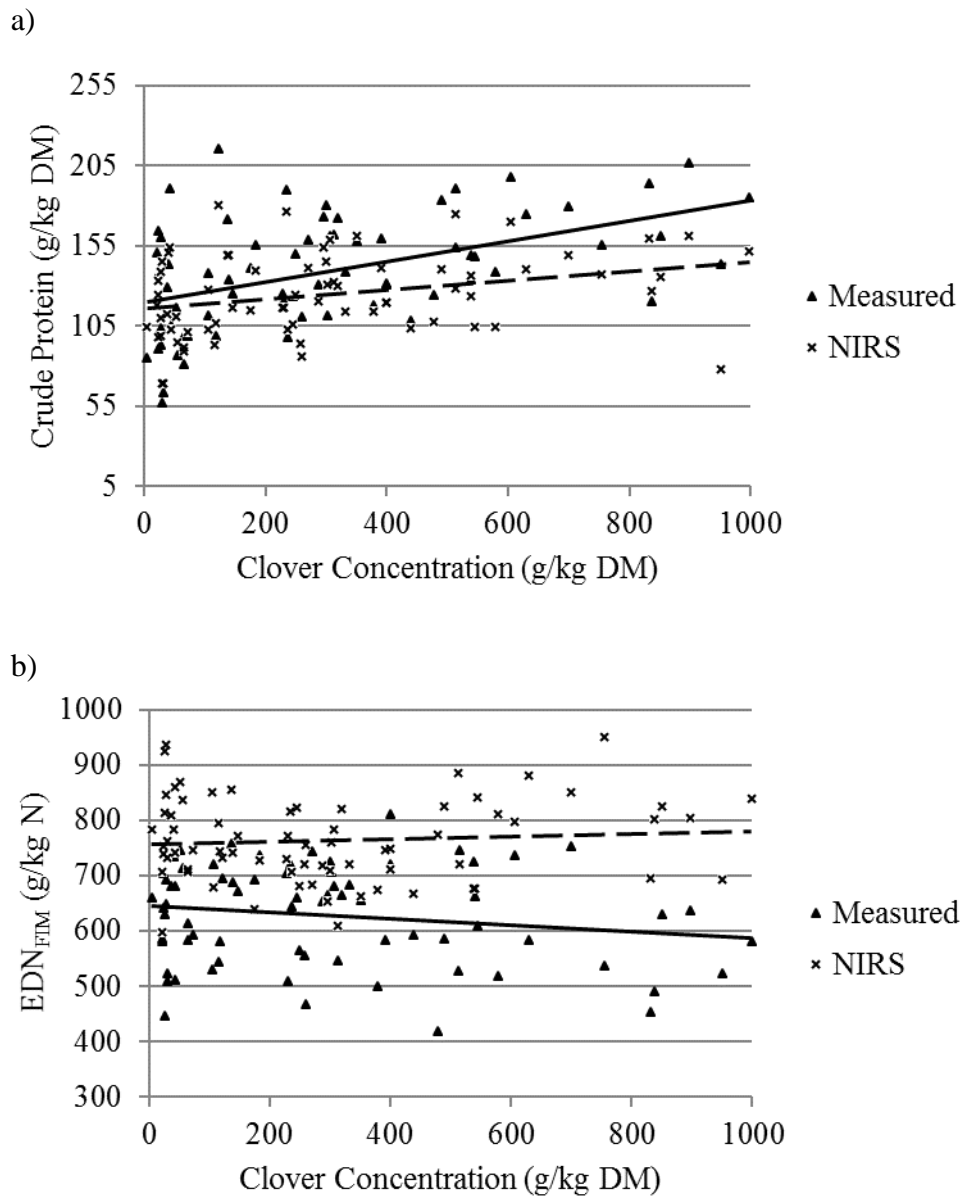 a)
255
205
155
105
55
5
Crude Protein (g/kg DM)
0 200 400 600 800 1000
Clover Concentration (g/kg DM)
Measured
NIRS
b)
1000
900
800
700
600
500
400
300
EDN_FIM (g/kg N)
0 200 400 600 800 1000
Clover Concentration (g/kg DM)
Measured
NIRS